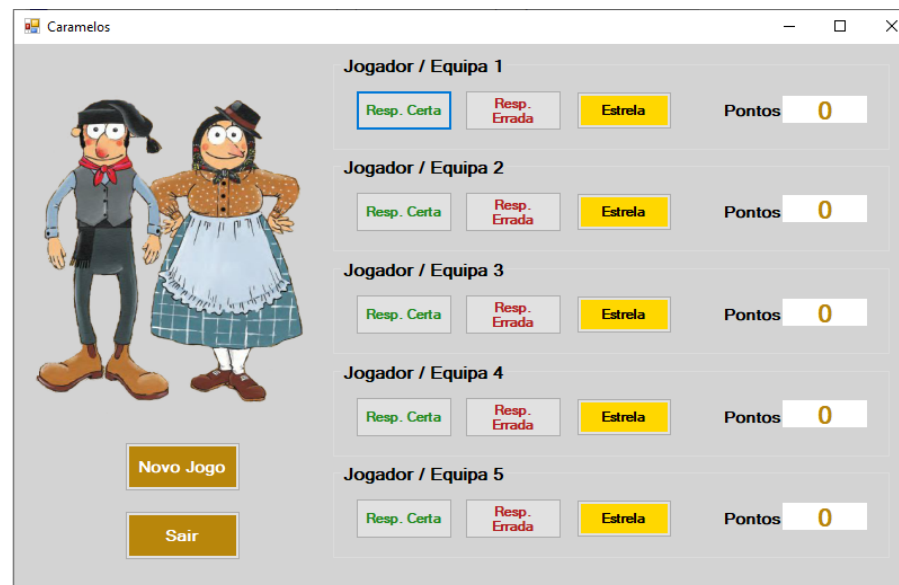 Caramelos
Jogador / Equipa 1
Resp. Certa
Resp.
Errada
Estrela
Pontos 0
Jogador / Equipa 2
Resp. Certa
Resp.
Errada
Estrela
Pontos 0
Jogador / Equipa 3
Resp. Certa
Resp.
Errada
Estrela
Pontos 0
Jogador / Equipa 4
Resp. Certa
Resp.
Errada
Estrela
Pontos 0
Jogador / Equipa 5
Resp. Certa
Resp.
Errada
Estrela
Pontos 0
Novo Jogo
Sair